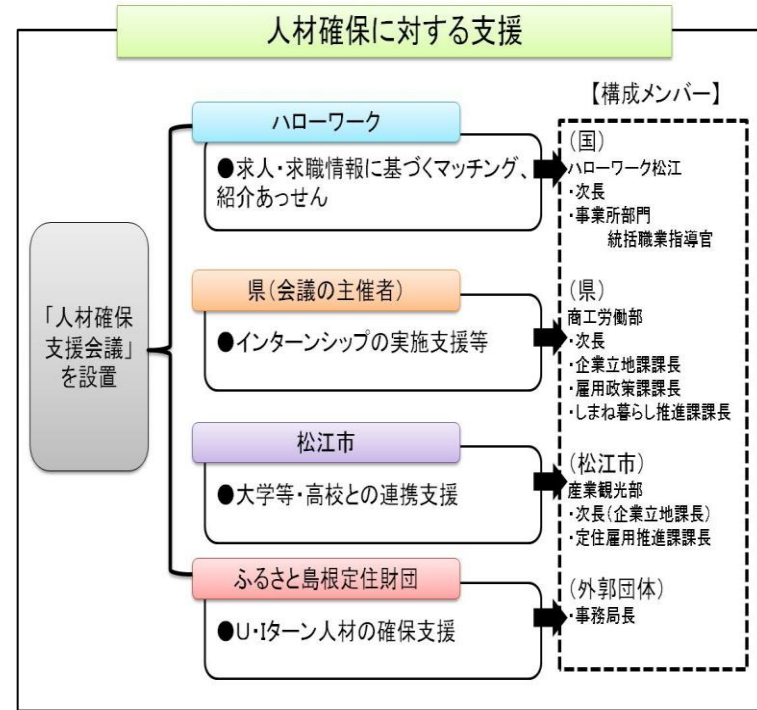 人材確保に対する支援
「人材確保
支援会議」
を設置
ハローワーク
●求人・求職情報に基づくマッチング、
紹介あっせん
県(会議の主催者)
●インターンシップの実施支援等
松江市
●大学等・高校との連携支援
ふるさと島根定住財団
●U・Iターン人材の確保支援
【構成メンバー】
(国)
ハローワーク松江
・次長
・事業所部門
統括職業指導官
(県)
商工労働部
・次長
・企業立地課課長
・雇用政策課課長
・しまね暮らし推進課課長
(松江市)
産業観光部
・次長(企業立地課長)
・定住雇用推進課課長
(外郭団体)
・事務局長